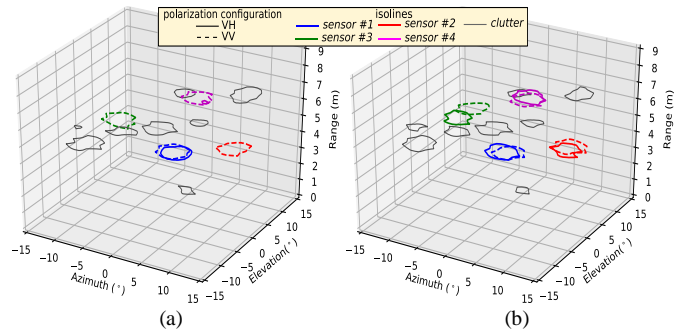 polarization configuration
VH
VV
isolines
sensor #1
sensor #2
sensor #3
sensor #4
clutter
9
8
7
6
5
4
3
2
1
0
Range (m)
−15
−10
−5
0
5
10
15
Azimuth (°)
−15
−10
−5
0
5
10
15
Elevation(°)
(a)
9
8
7
6
5
4
3
2
1
0
Range (m)
−15
−10
−5
0
5
10
15
Azimuth (°)
−15
−10
−5
0
5
10
15
Elevation(°)
(b)